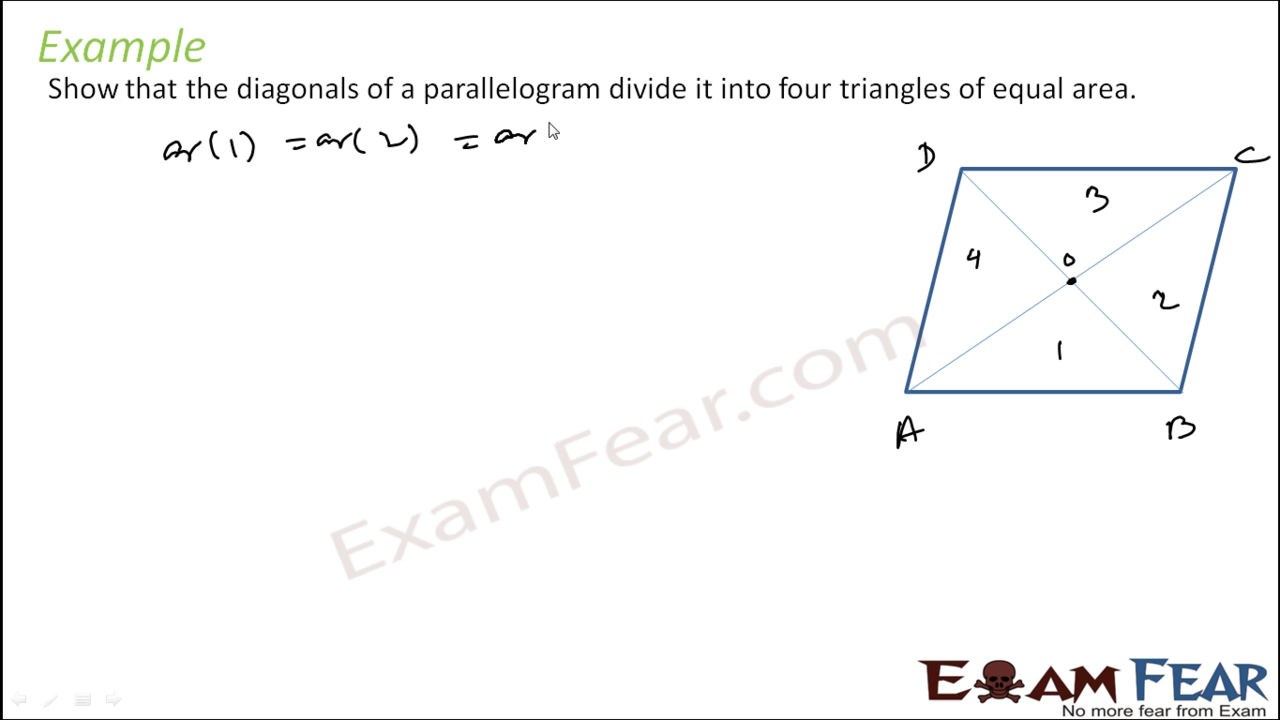 Example
Show that the diagonals of a parallelogram divide it into four triangles of equal area.
ar(1) = ar(2) = ar
D
C
3
4
O
2
1
A
B
ExamFear.com
EXAM FEAR
No more fear from Exam